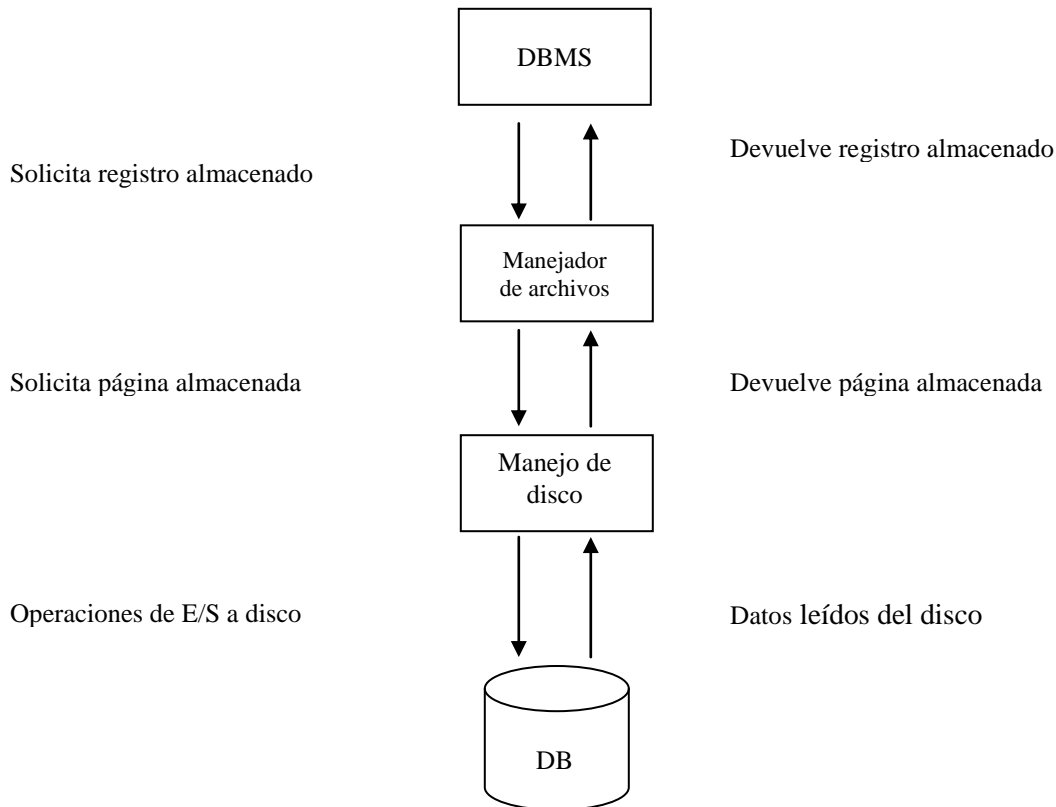 DBMS
Solicita registro almacenado
Devuelve registro almacenado
Manejador
de archivos
Solicita página almacenada
Devuelve página almacenada
Manejo de
disco
Operaciones de E/S a disco
Datos leídos del disco
DB